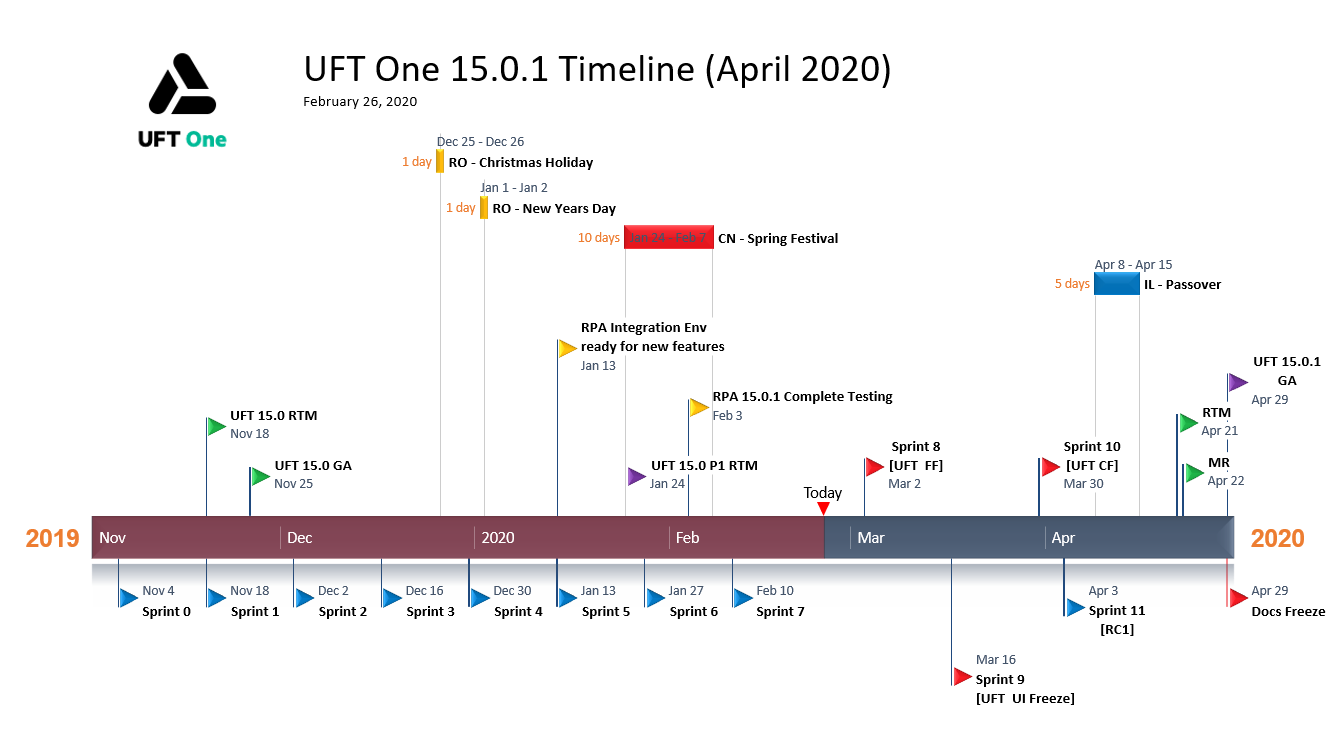 UFT One 15.0.1 Timeline (April 2020)
February 26, 2020
UFT One
Dec 25 - Dec 26
1 day
RO - Christmas Holiday
Jan 1 - Jan 2
1 day
RO - New Years Day
10 days
Jan 24 - Feb 7
CN - Spring Festival
Apr 8 - Apr 15
5 days
IL - Passover
RPA Integration Env
ready for new features
Jan 13
UFT 15.0.1
GA
Apr 29
RPA 15.0.1 Complete Testing
Feb 3
UFT 15.0 RTM
Nov 18
RTM
Apr 21
UFT 15.0 GA
Nov 25
UFT 15.0 P1 RTM
Jan 24
Sprint 8
[UFT  FF]
Mar 2
Sprint 10
[UFT CF]
Mar 30
MR
Apr 22
Today
2019
Nov
Dec
2020
Feb
Mar
Apr
2020
Nov 4
Sprint 0
Nov 18
Sprint 1
Dec 2
Sprint 2
Dec 16
Sprint 3
Dec 30
Sprint 4
Jan 13
Sprint 5
Jan 27
Sprint 6
Feb 10
Sprint 7
Apr 3
Sprint 11
[RC1]
Apr 29
Docs Freeze
Mar 16
Sprint 9
[UFT  UI Freeze]